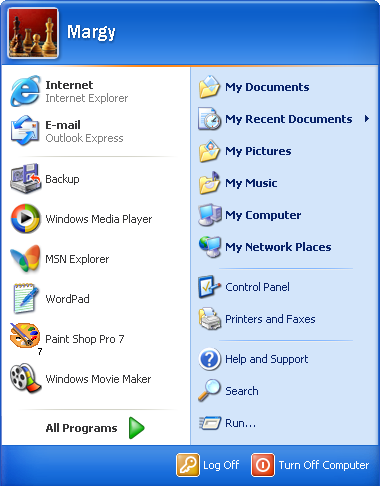 Margy
Internet
Internet Explorer
E-mail
Outlook Express
Backup
Windows Media Player
MSN Explorer
WordPad
Paint Shop Pro 7
7
Windows Movie Maker
All Programs
My Documents
My Recent Documents
My Pictures
My Music
My Computer
My Network Places
Control Panel
Printers and Faxes
Help and Support
Search
Run...
Log Off
Turn Off Computer